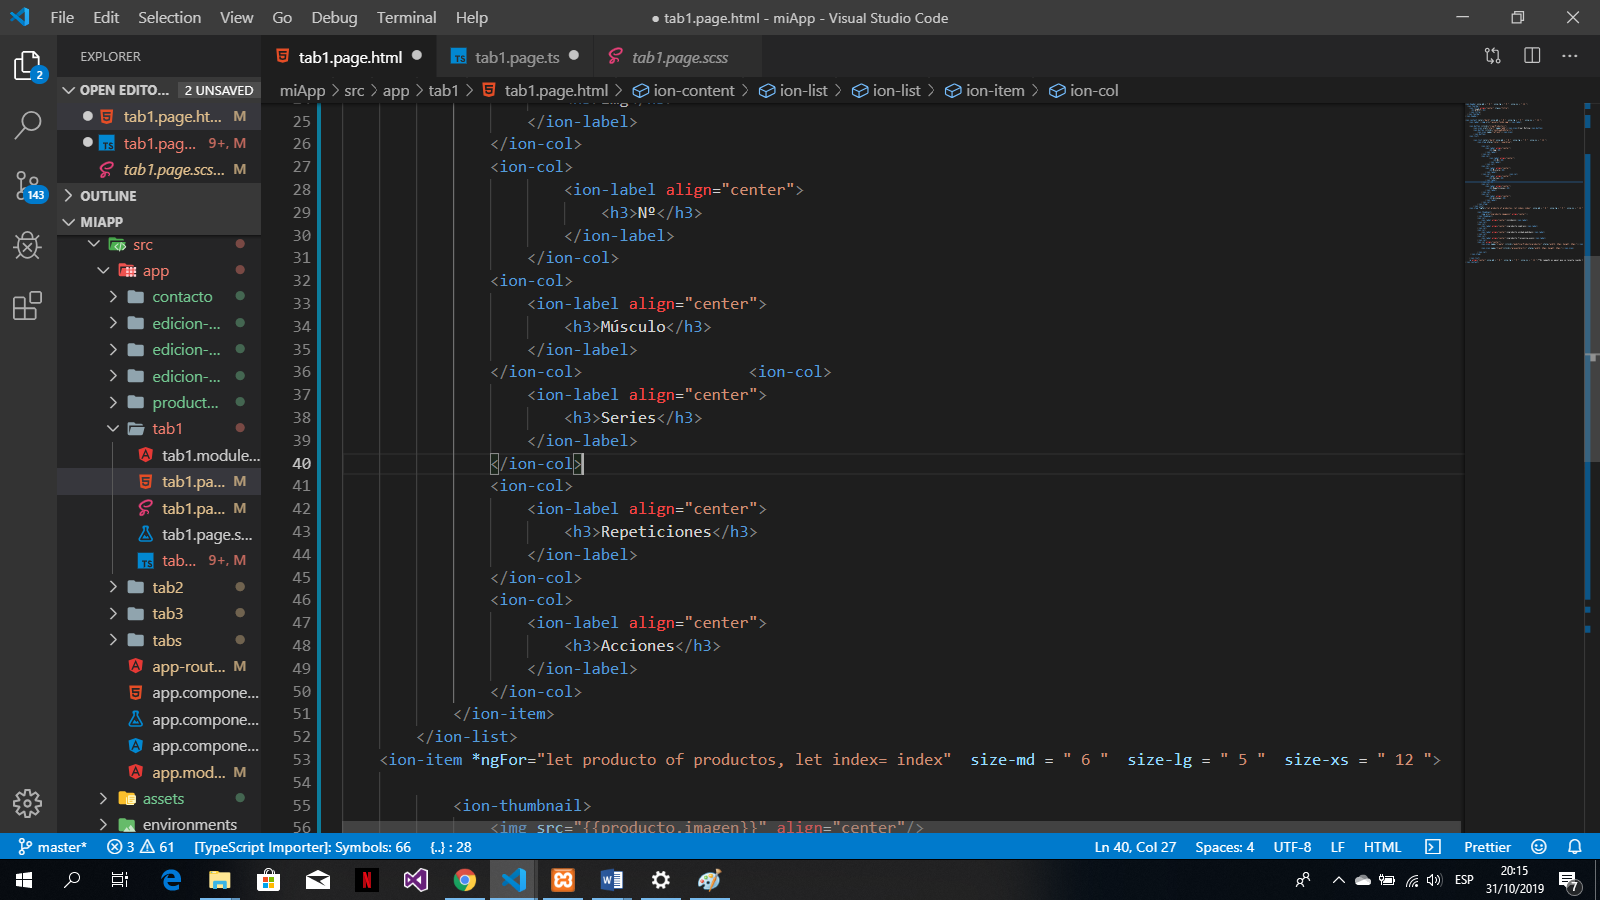 File Edit Selection View Go Debug Terminal Help
● tab1.page.html - miApp - Visual Studio Code
EXPLORER
tab1.page.html
TS tab1.page.ts
tab1.page.scss
OPEN EDITO... 2 UNSAVED
tab1.page.ht... M
TS tab1.pag... 9+, M
tab1.page.scs... M
OUTLINE
MIAPP
src
app
contacto
edicion-...
edicion-...
edicion-...
product...
tab1
tab1.module...
tab1.pa... M
tab1.pa... M
tab1.page.s...
TS tab... 9+, M
tab2
tab3
tabs
app-rout... M
app.compone...
app.compone...
app.compone...
app.mod... M
assets
environments
2
143
miApp > src > app > tab1 > tab1.page.html > ion-content > ion-list > ion-list > ion-item > ion-col
25 </ion-label>
26 </ion-col>
27 <ion-col>
28 <ion-label align="center">
29 <h3>Nº</h3>
30 </ion-label>
31 </ion-col>
32 <ion-col>
33 <ion-label align="center">
34 <h3>Músculo</h3>
35 </ion-label>
36 </ion-col> <ion-col>
37 <ion-label align="center">
38 <h3>Series</h3>
39 </ion-label>
40 </ion-col>
41 <ion-col>
42 <ion-label align="center">
43 <h3>Repeticiones</h3>
44 </ion-label>
45 </ion-col>
46 <ion-col>
47 <ion-label align="center">
48 <h3>Acciones</h3>
49 </ion-label>
50 </ion-col>
51 </ion-item>
52 </ion-list>
53 <ion-item *ngFor="let producto of productos, let index= index" size-md = " 6 " size-lg = " 5 " size-xs = " 12 ">
54
55 <ion-thumbnail>
56 <img src="{{producto.imagen}}" align="center"/>
master* 3 61 [TypeScript Importer]: Symbols: 66 {..} : 28
Ln 40, Col 27 Spaces: 4 UTF-8 LF HTML Prettier
ESP
20:15
31/10/2019
7